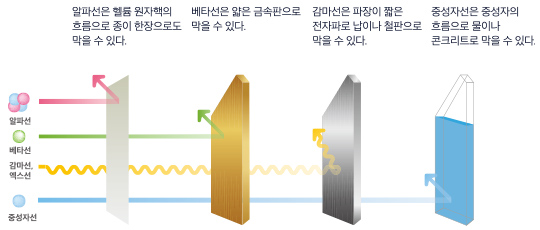 알파선은 헬륨 원자핵의
흐름으로 종이 한장으로도
막을 수 있다.
베타선은 얇은 금속판으로
막을 수 있다.
감마선은 파장이 짧은
전자파로 납이나 철판으로
막을 수 있다.
중성자선은 중성자의
흐름으로 물이나
콘크리트로 막을 수 있다.
알파선
베타선
감마선,
엑스선
중성자선